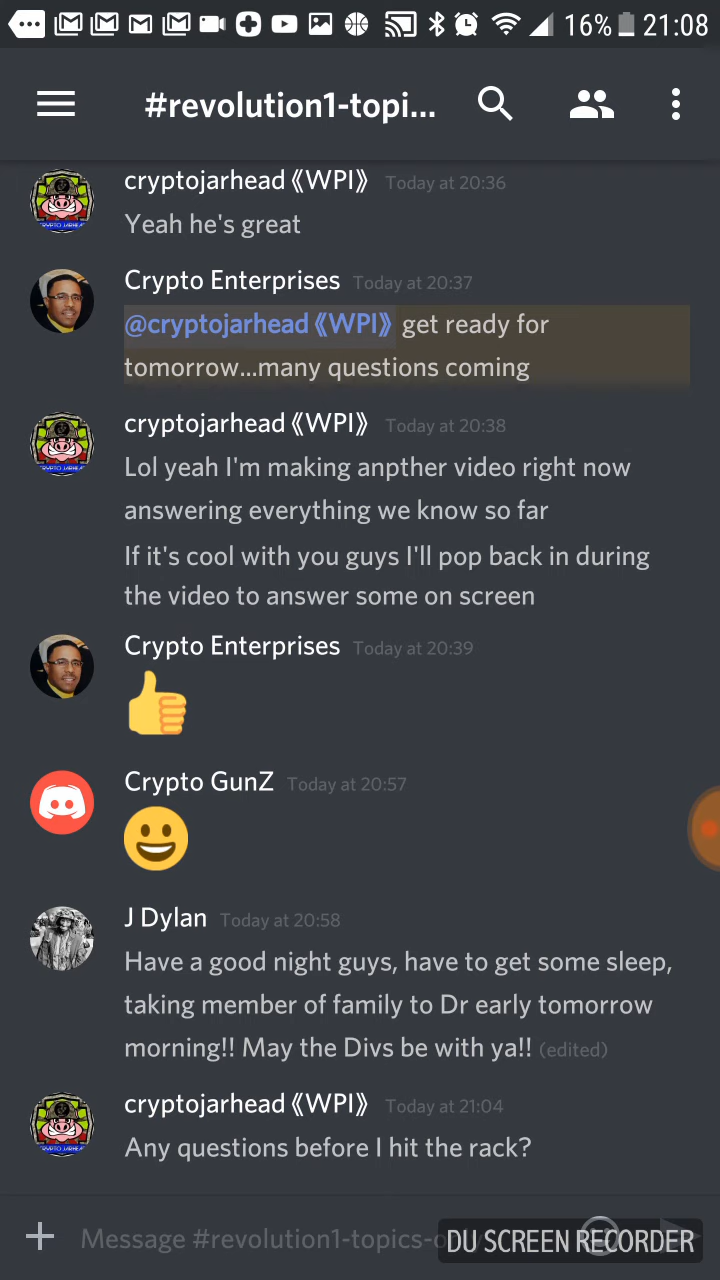 16% 21:08
#revolution1-topi...
cryptojarhead《WPI》 Today at 20:36
Yeah he's great
Crypto Enterprises Today at 20:37
@cryptojarhead《WPI》 get ready for
tomorrow...many questions coming
cryptojarhead《WPI》 Today at 20:38
Lol yeah I'm making anpther video right now
answering everything we know so far
If it's cool with you guys I'll pop back in during
the video to answer some on screen
Crypto Enterprises Today at 20:39
Crypto GunZ Today at 20:57
J Dylan Today at 20:58
Have a good night guys, have to get some sleep,
taking member of family to Dr early tomorrow
morning!! May the Divs be with ya!! (edited)
cryptojarhead《WPI》 Today at 21:04
Any questions before I hit the rack?
Message #revolution1-topics-
DU SCREEN RECORDER